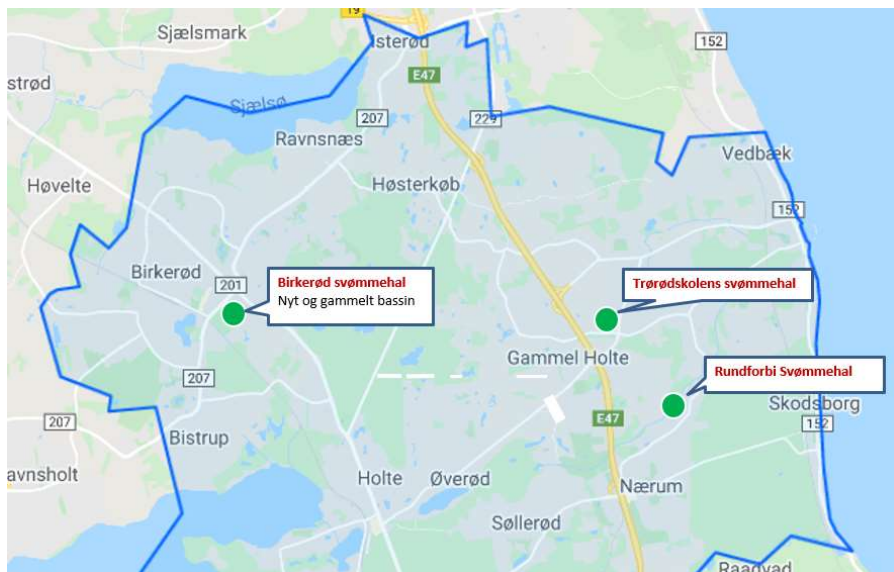 19
Sjælsmark
Isterød
152
strød
E47
Sjælsø
207
229
Ravnsnæs
Vedbæk
Høvelte
Høsterkøb
152
Birkerød
201
Birkerød svømmehal
Nyt og gammelt bassin
Trørødskolens svømmehal
Gammel Holte
Rundforbi Svømmehal
207
Skodsborg
207
E47
152
Bistrup
avnsholt
Holte
Øverød
Nærum
Søllerød
Raadvad